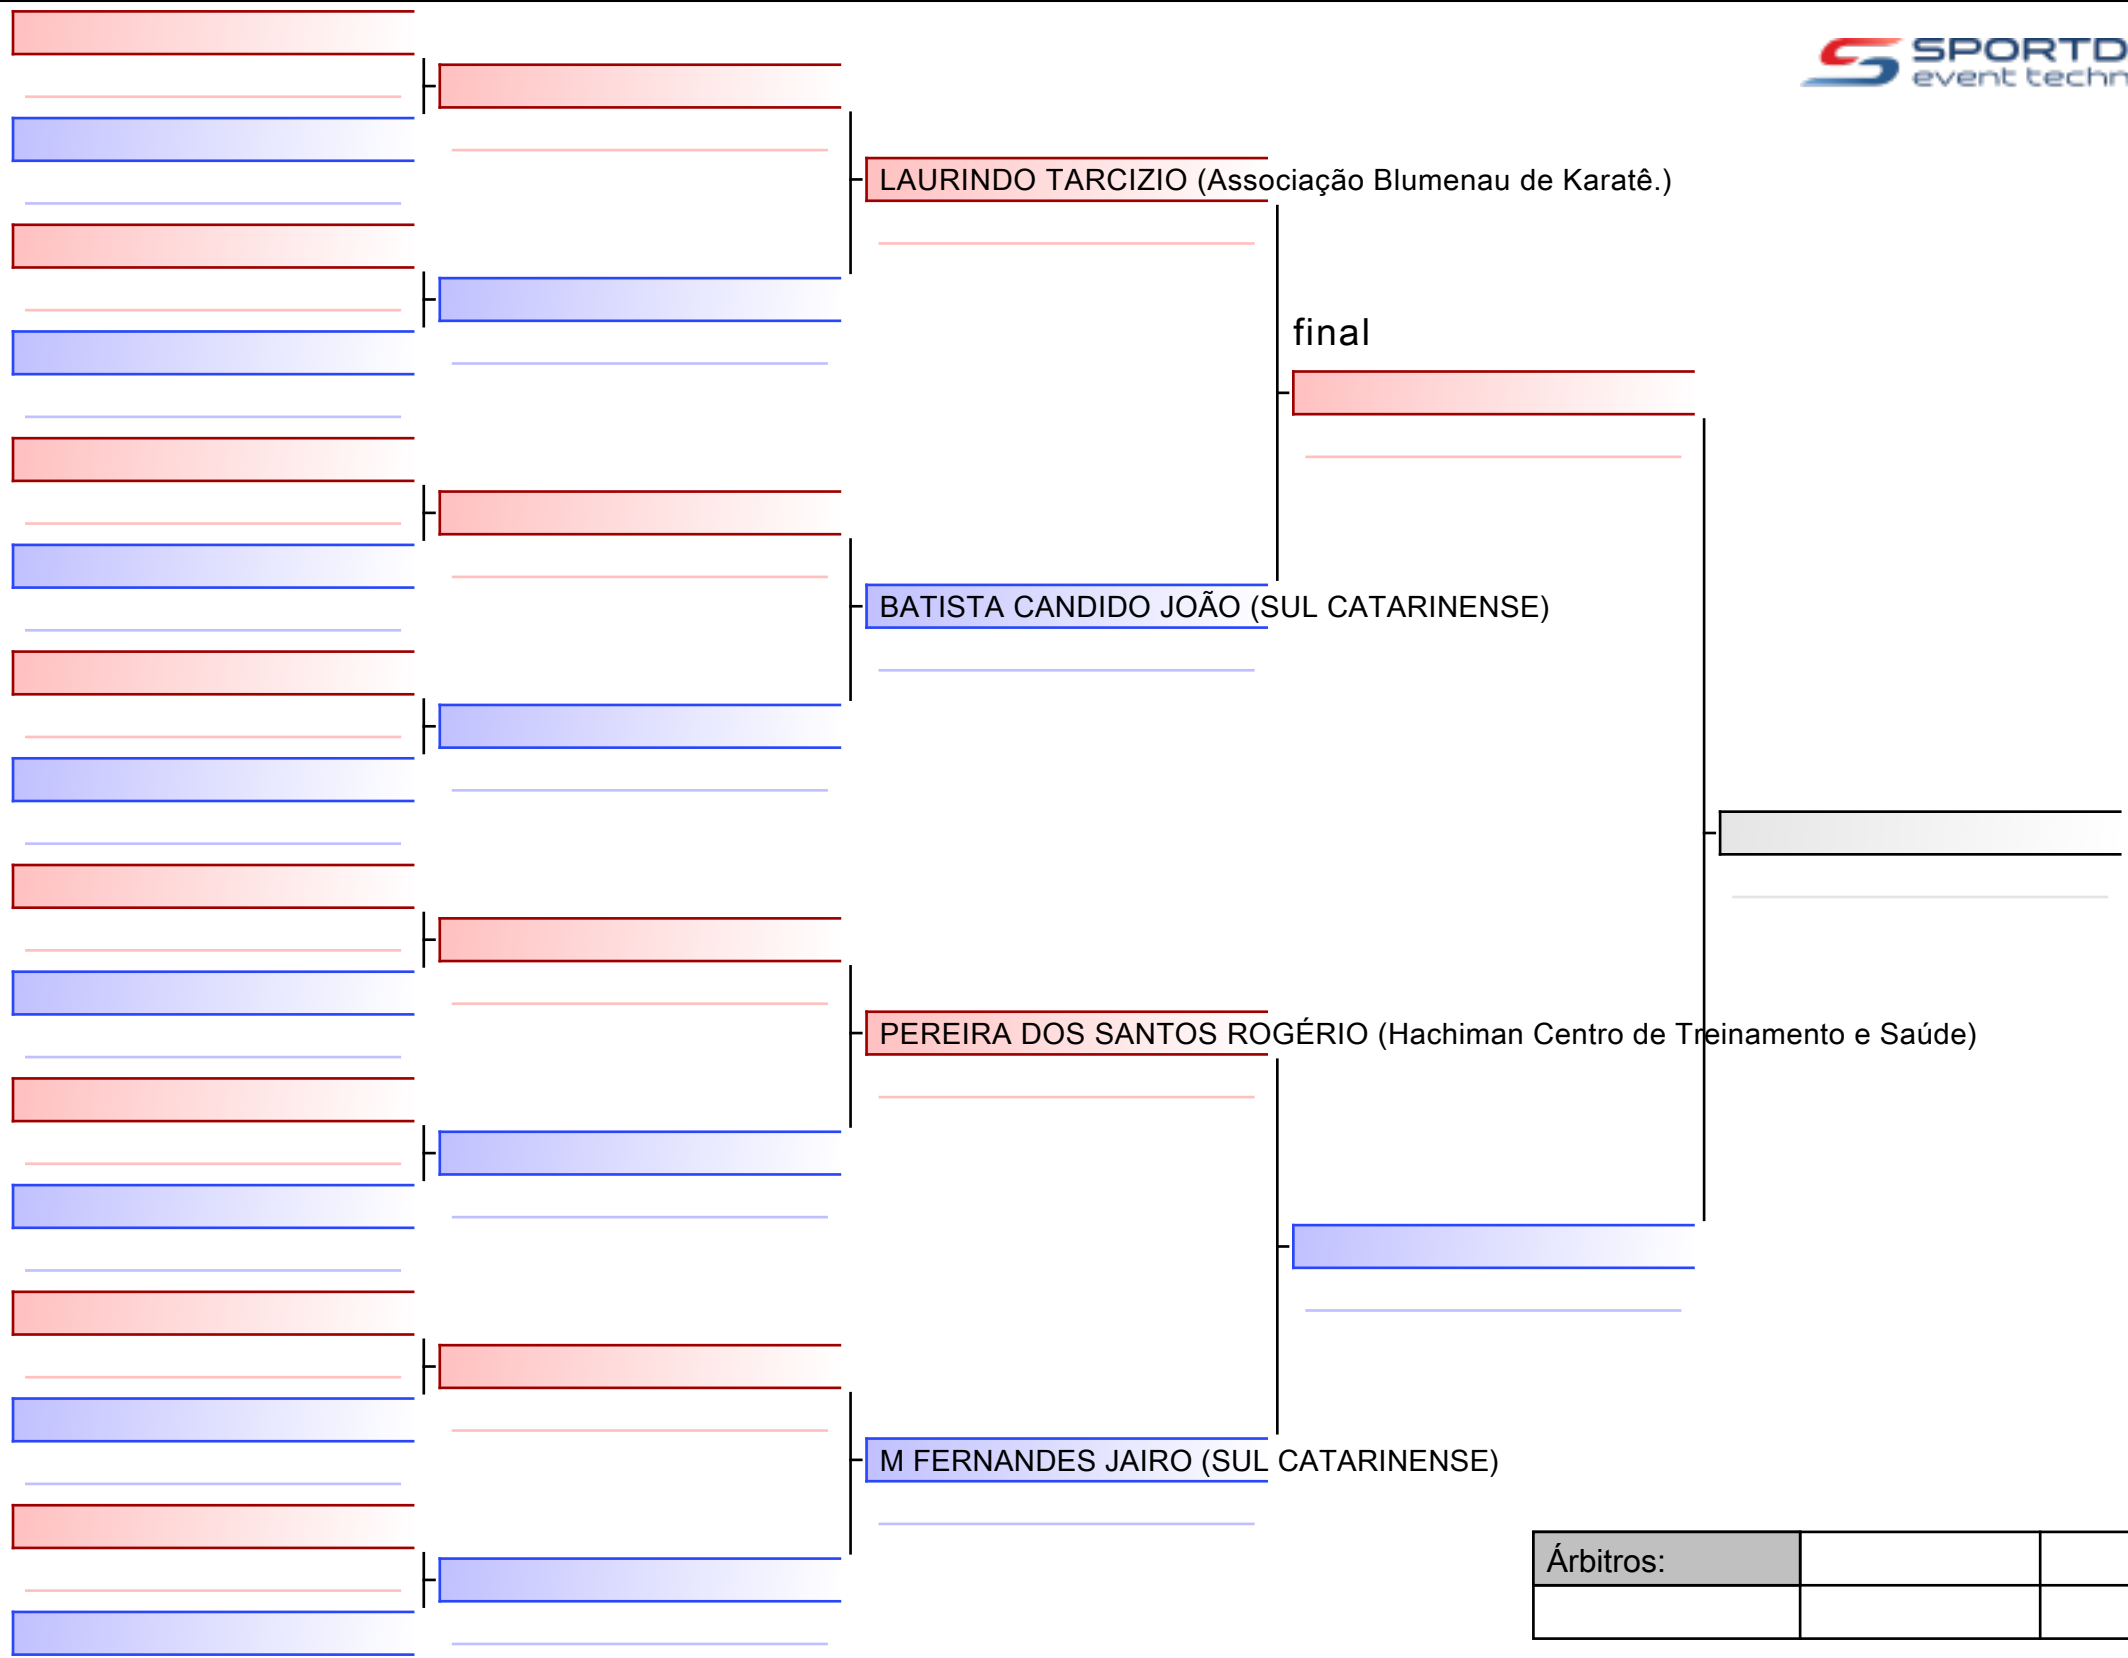 SPORTD
event techn
LAURINDO TARCIZIO (Associação Blumenau de Karatê.)
final
BATISTA CANDIDO JOÃO (SUL CATARINENSE)
PEREIRA DOS SANTOS ROGÉRIO (Hachiman Centro de Treinamento e Saúde)
M FERNANDES JAIRO (SUL CATARINENSE)
Árbitros: